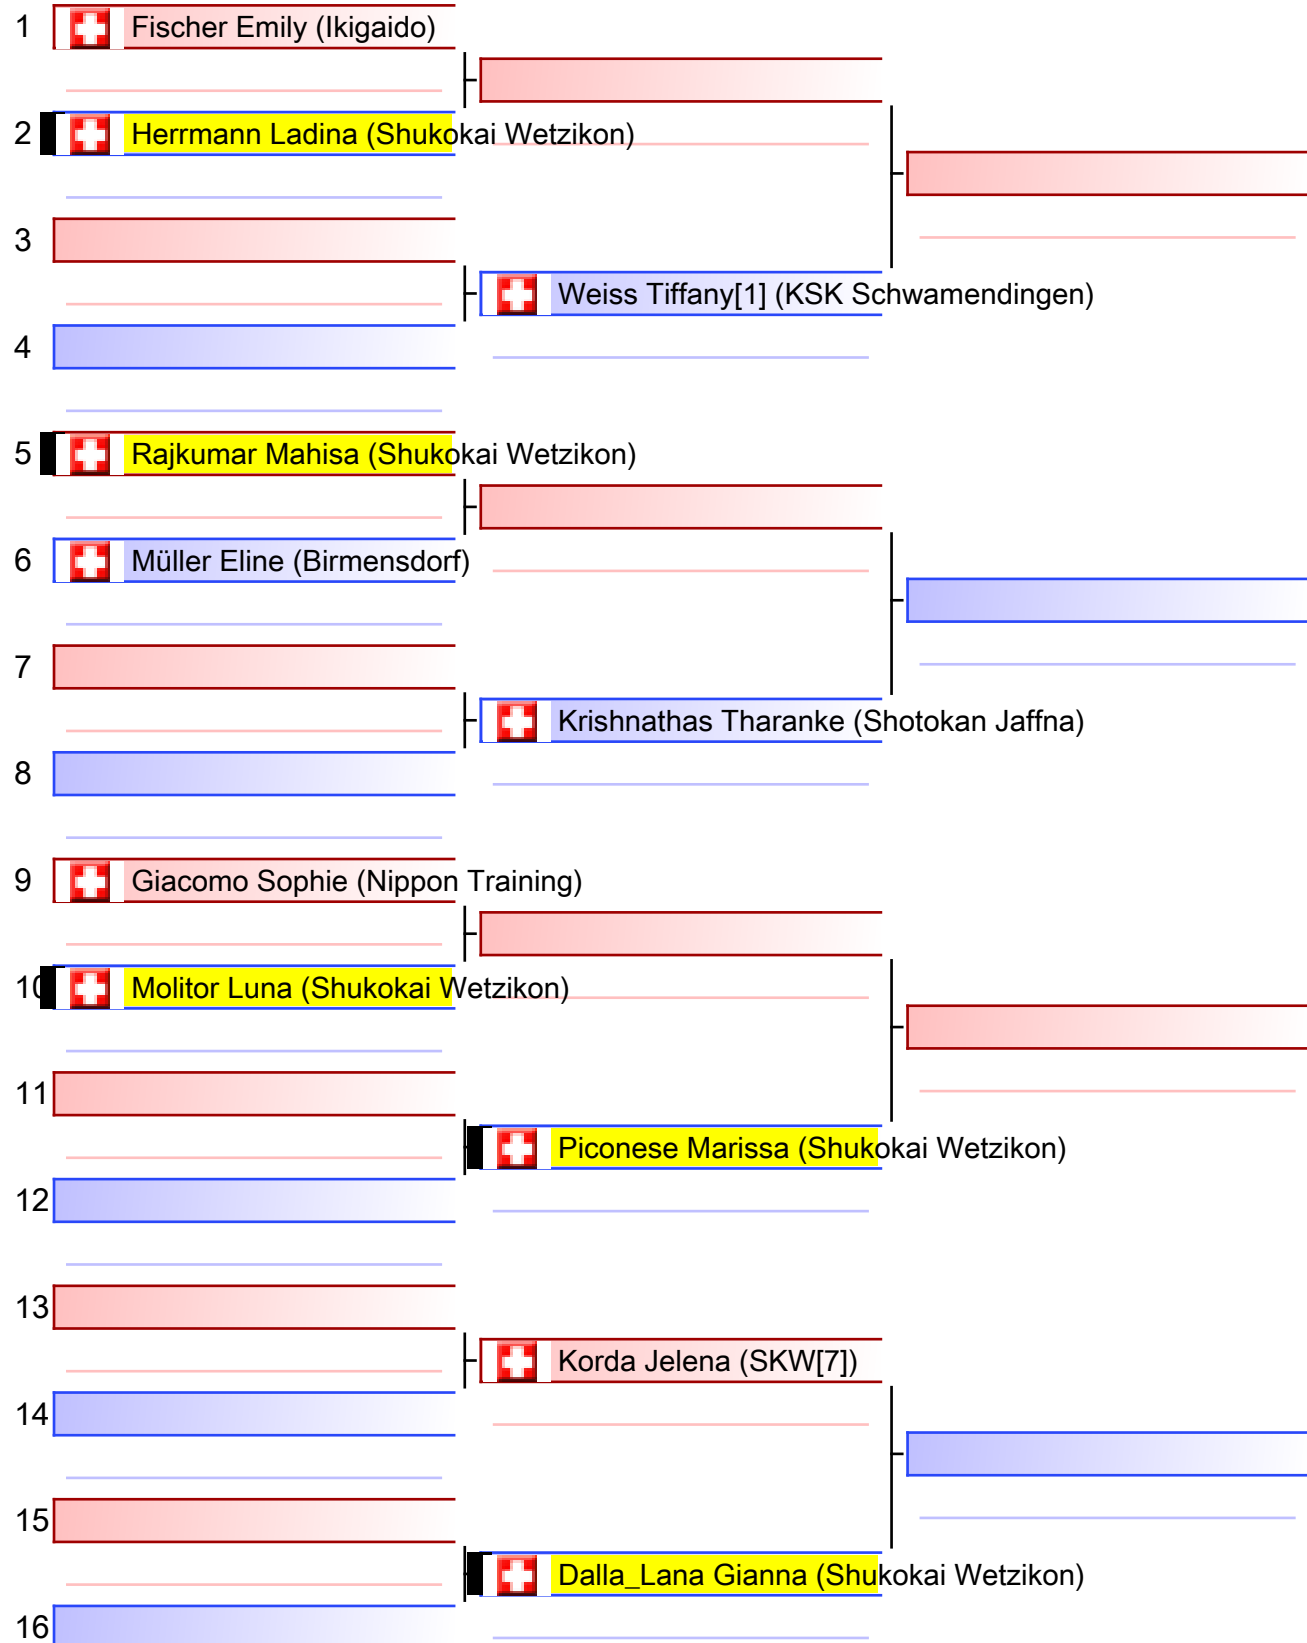 1 Fischer Emily (Ikigaido)
2 Herrmann Ladina (Shukokai Wetzikon)
3
Weiss Tiffany[1] (KSK Schwamendingen)
4
5 Rajkumar Mahisa (Shukokai Wetzikon)
6 Müller Eline (Birmensdorf)
7
Krishnathas Tharanke (Shotokan Jaffna)
8
9 Giacomo Sophie (Nippon Training)
10 Molitor Luna (Shukokai Wetzikon)
11
Piconese Marissa (Shukokai Wetzikon)
12
13
Korda Jelena (SKW[7])
14
15
Dalla_Lana Gianna (Shukokai Wetzikon)
16